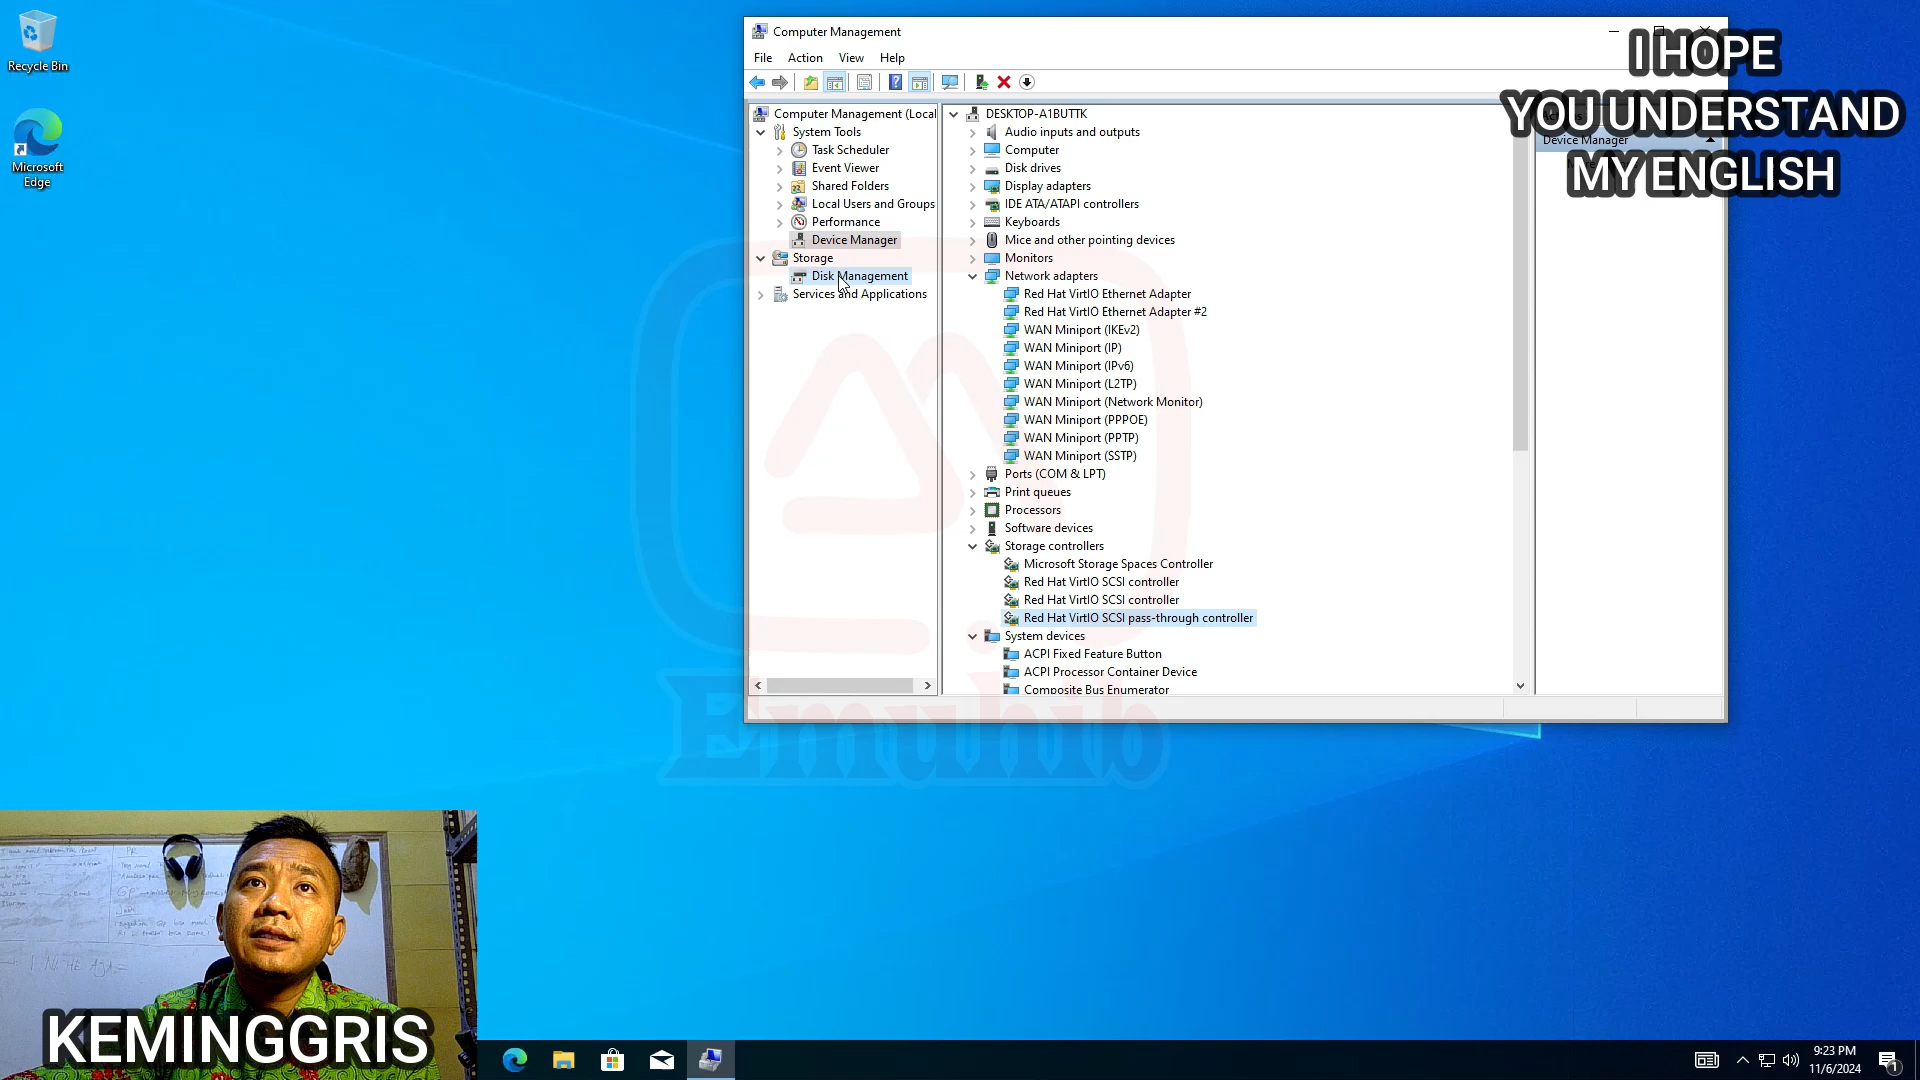 Recycle Bin
Microsoft
Edge
Computer Management
File Action View Help
Computer Management (Local
System Tools
Task Scheduler
Event Viewer
Shared Folders
Local Users and Groups
Performance
Device Manager
Storage
Disk Management
Services and Applications
DESKTOP-A1BUTTK
Audio inputs and outputs
Computer
Disk drives
Display adapters
IDE ATA/ATAPI controllers
Keyboards
Mice and other pointing devices
Monitors
Network adapters
Red Hat VirtIO Ethernet Adapter
Red Hat VirtIO Ethernet Adapter #2
WAN Miniport (IKEv2)
WAN Miniport (IP)
WAN Miniport (IPv6)
WAN Miniport (L2TP)
WAN Miniport (Network Monitor)
WAN Miniport (PPPOE)
WAN Miniport (PPTP)
WAN Miniport (SSTP)
Ports (COM & LPT)
Print queues
Processors
Software devices
Storage controllers
Microsoft Storage Spaces Controller
Red Hat VirtIO SCSI controller
Red Hat VirtIO SCSI controller
Red Hat VirtIO SCSI pass-through controller
System devices
ACPI Fixed Feature Button
ACPI Processor Container Device
Composite Bus Enumerator
Device Manager
I HOPE
YOU UNDERSTAND
MY ENGLISH
Emuhib
KEMINGGRIS
9:23 PM
11/6/2024
1